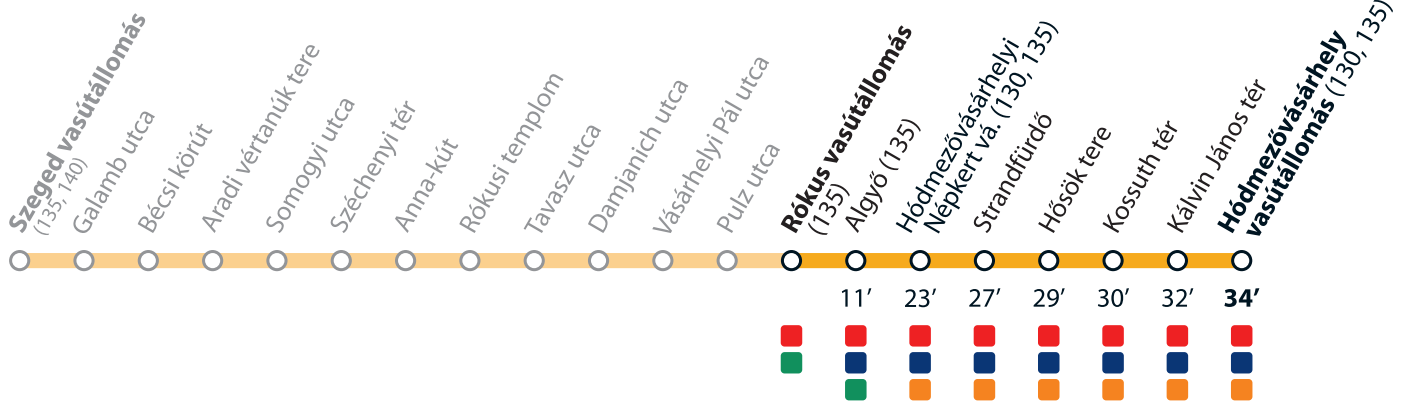 Szeged vasútállomás
(135, 140)
Galamb utca
Bécsi körút
Aradi vértanúk tere
Somogyi utca
Széchenyi tér
Anna-kút
Rókusi templom
Tavasz utca
Damjanich utca
Vásárhelyi Pál utca
Pulz utca
Rókus vasútállomás
(135)
Algyő (135)
Hódmezővásárhelyi
Népkert vá. (130, 135)
Strandfürdő
Hősök tere
Kossuth tér
Kálvin János tér
Hódmezővásárhely
vasútállomás (130, 135)
11′ 23′ 27′ 29′ 30′ 32′ 34′